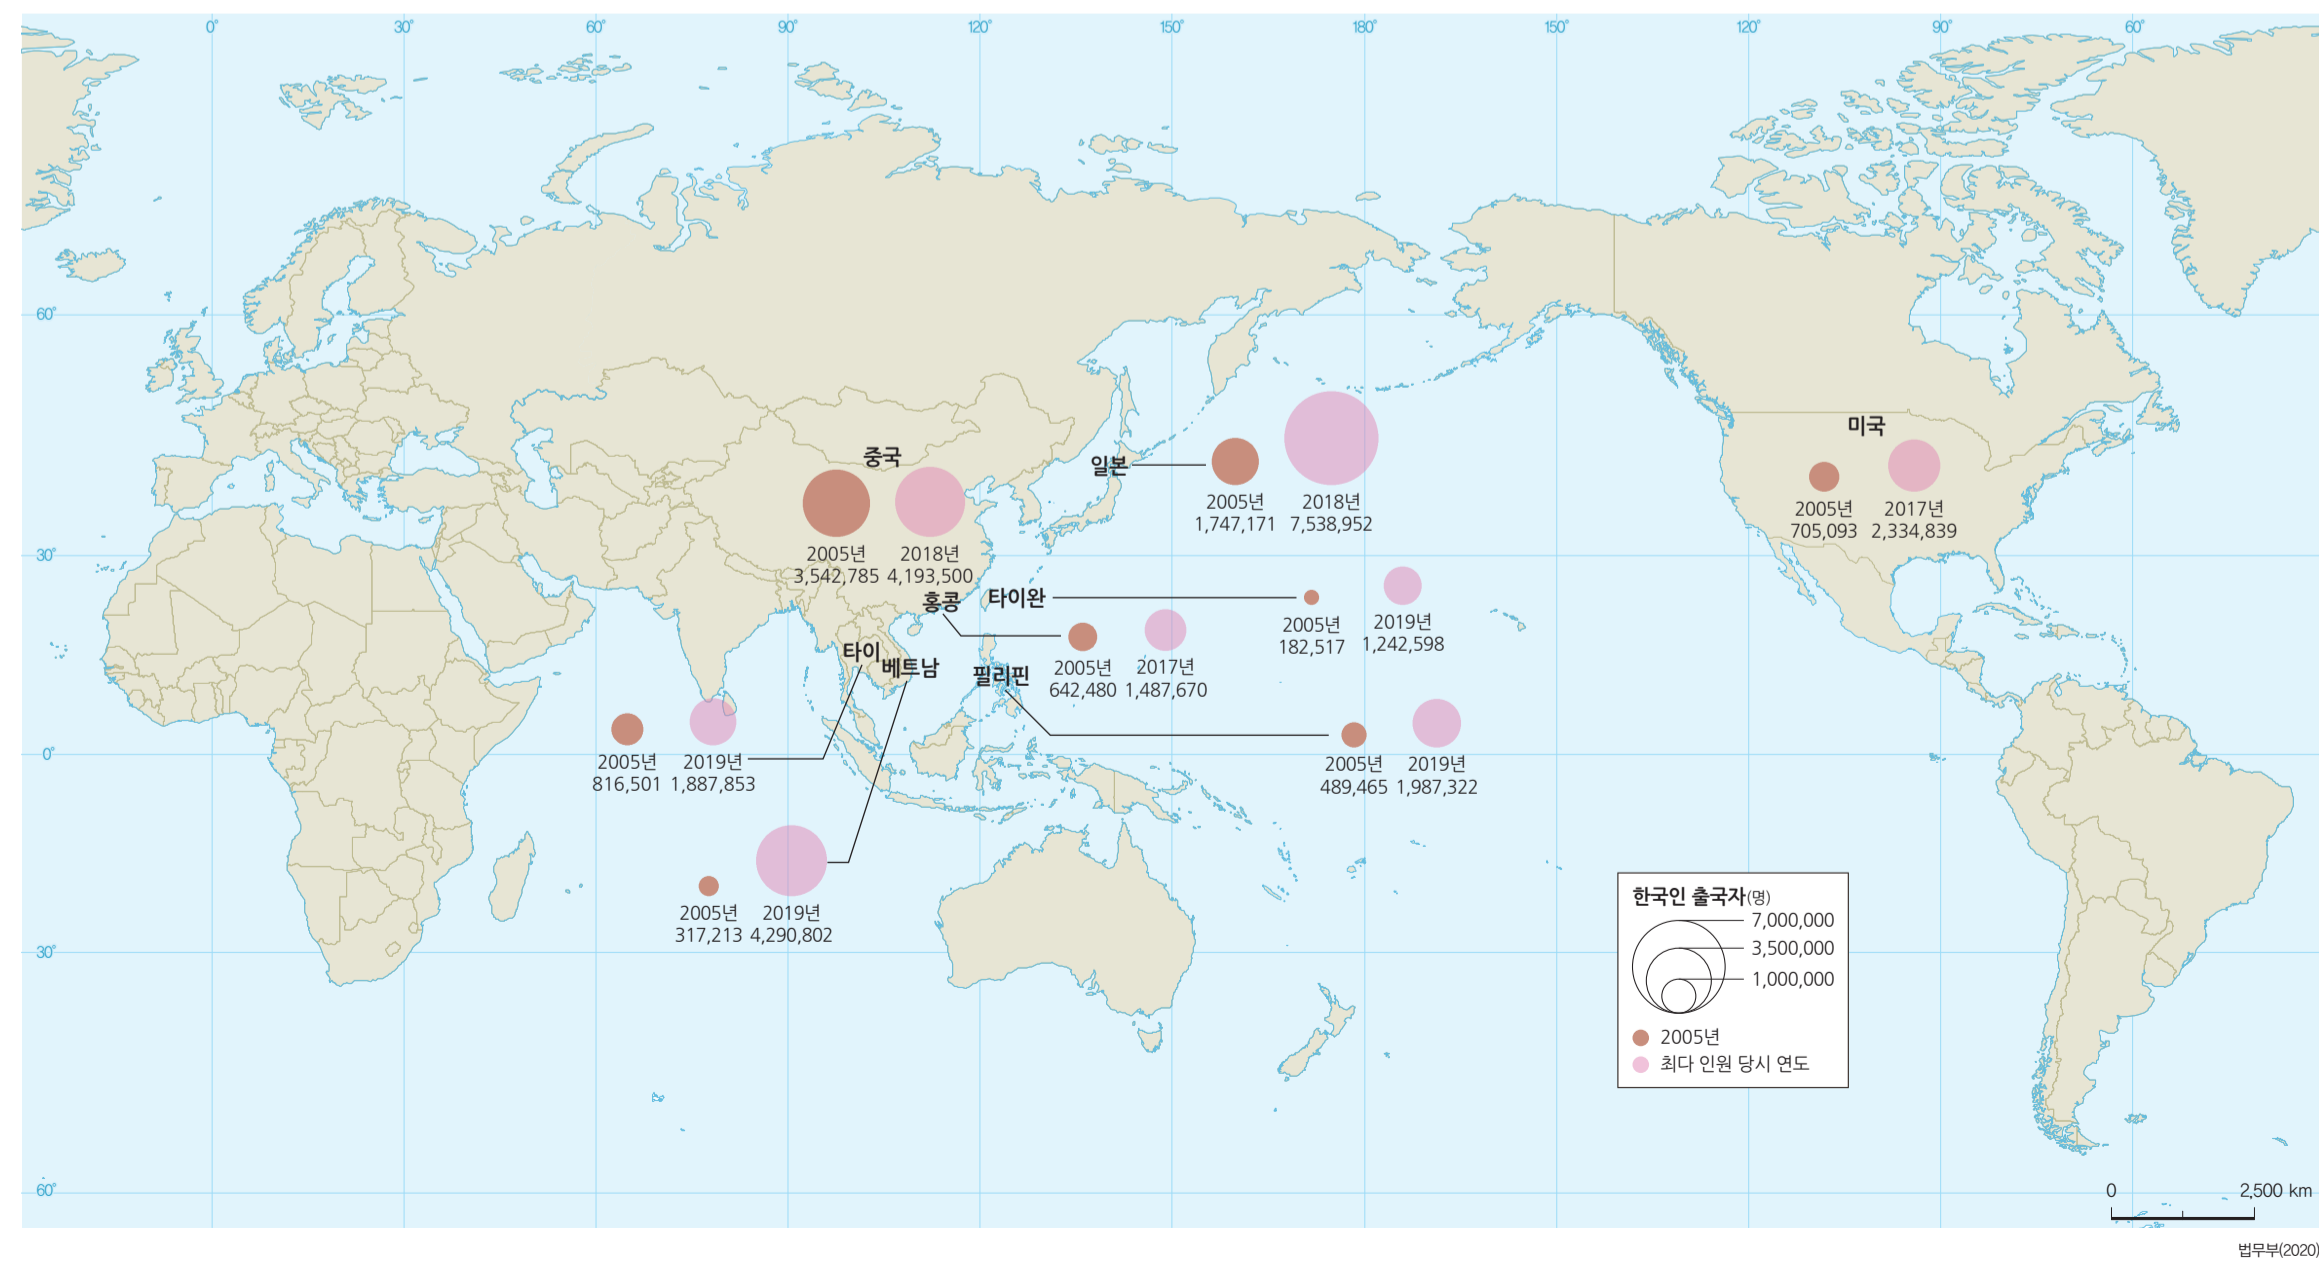 0° 30° 60° 90° 120° 150° 180° 150° 120° 90° 60°
60°
30°
0°
30°
60°
중국
2005년
3,542,785
2018년
4,193,500
일본
2005년
1,747,171
2018년
7,538,952
미국
2005년
705,093
2017년
2,334,839
타이완
2005년
182,517
2019년
1,242,598
홍콩
2005년
642,480
2017년
1,487,670
타이
2005년
816,501
2019년
1,887,853
베트남
2005년
317,213
2019년
4,290,802
필리핀
2005년
489,465
2019년
1,987,322
한국인 출국자(명)
7,000,000
3,500,000
1,000,000
2005년
최다 인원 당시 연도
0 2,500 km
법무부(2020)